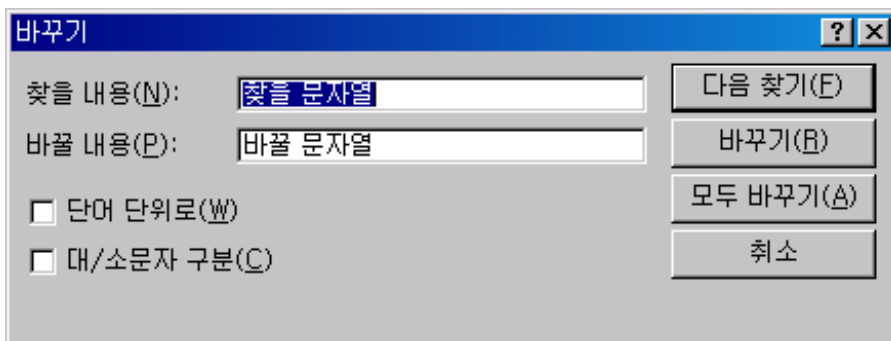 바꾸기
찾을 내용(N): 찾을 문자열 다음 찾기(F)
바꿀 내용(P): 바꿀 문자열 바꾸기(R)
단어 단위로(W) 모두 바꾸기(A)
대/소문자 구분(C) 취소